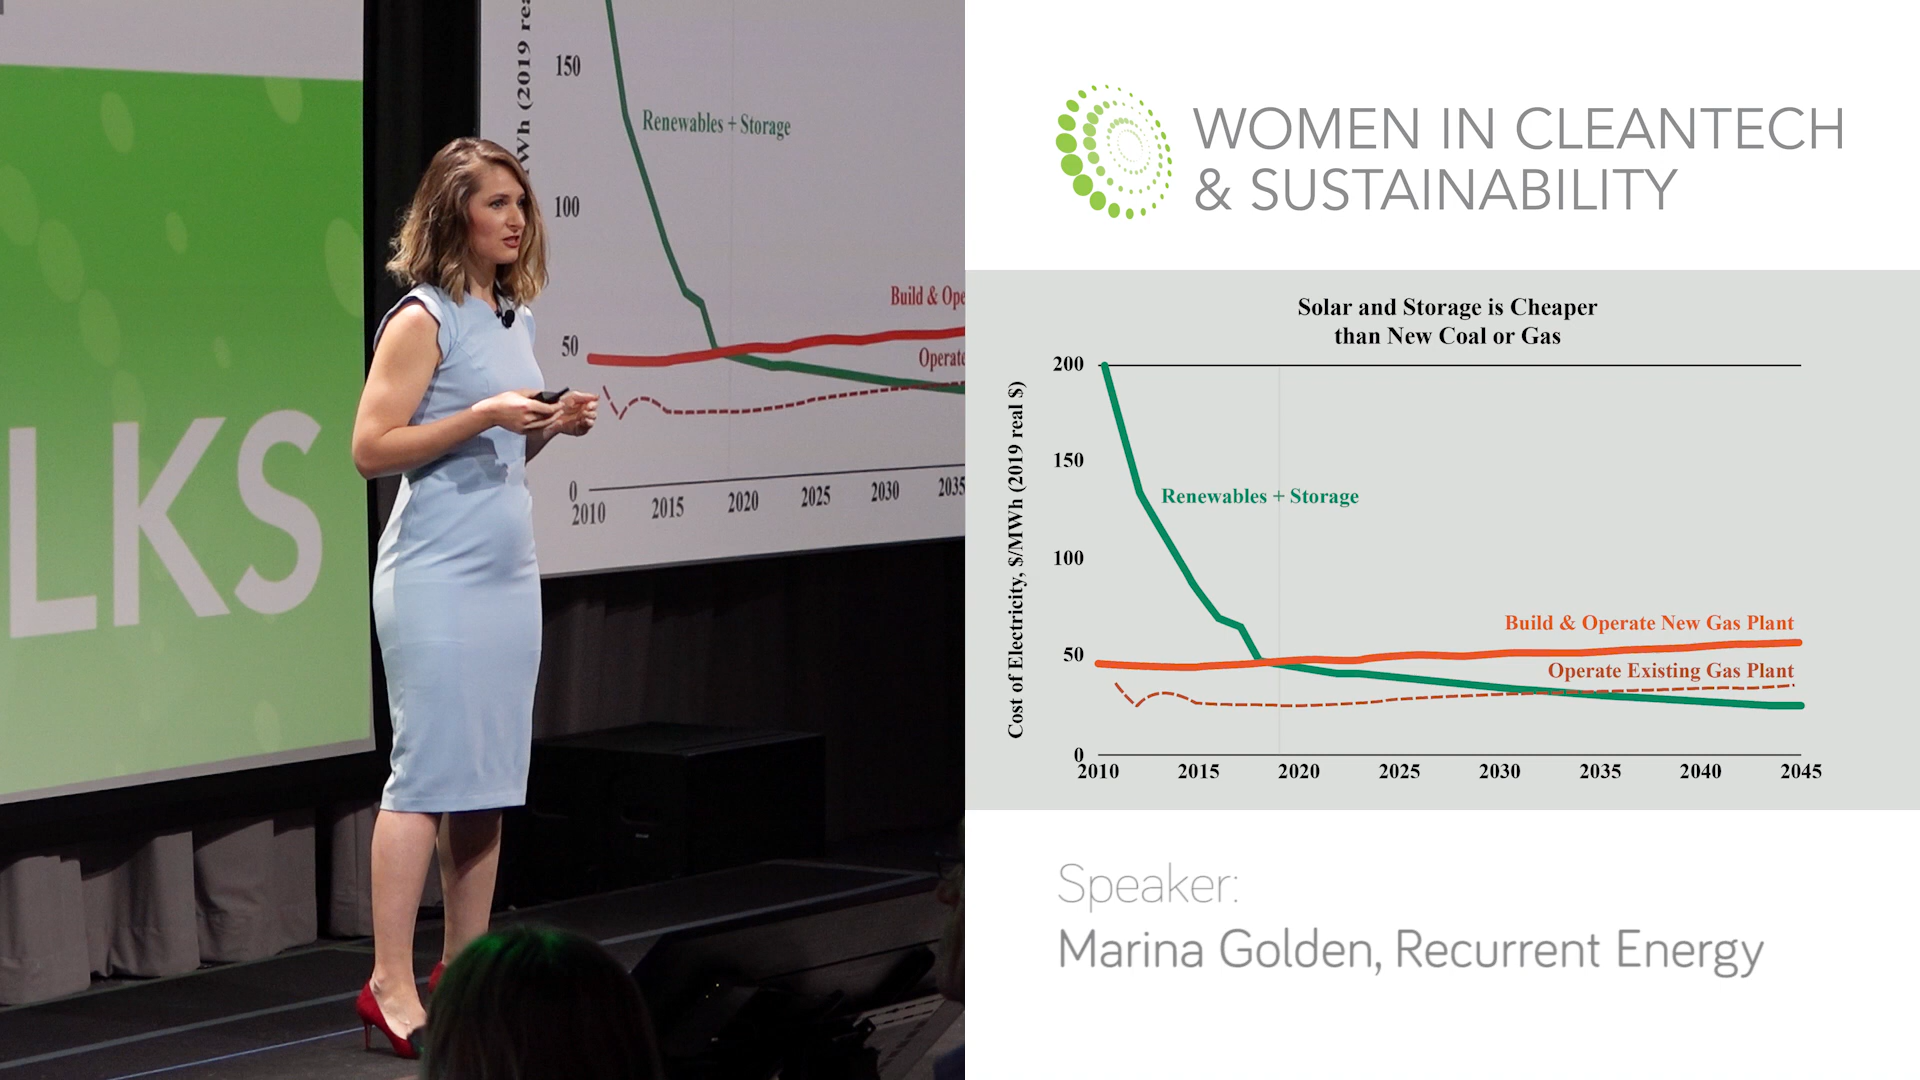 LKS
Wh (2019 rea
150
100
50
0
Renewables + Storage
Build & Ope
Operate
2010 2015 2020 2025 2030 2035
WOMEN IN CLEANTECH
& SUSTAINABILITY
Solar and Storage is Cheaper
than New Coal or Gas
Cost of Electricity, $/MWh (2019 real $)
200
150
100
50
0
Renewables + Storage
Build & Operate New Gas Plant
Operate Existing Gas Plant
2010 2015 2020 2025 2030 2035 2040 2045
Speaker:
Marina Golden, Recurrent Energy